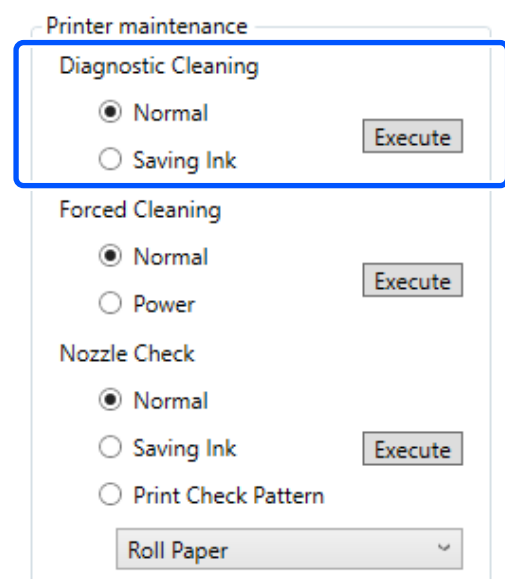 Printer maintenance
Diagnostic Cleaning
Normal
Execute
Saving Ink
Forced Cleaning
Normal
Execute
Power
Nozzle Check
Normal
Saving Ink
Execute
Print Check Pattern
Roll Paper